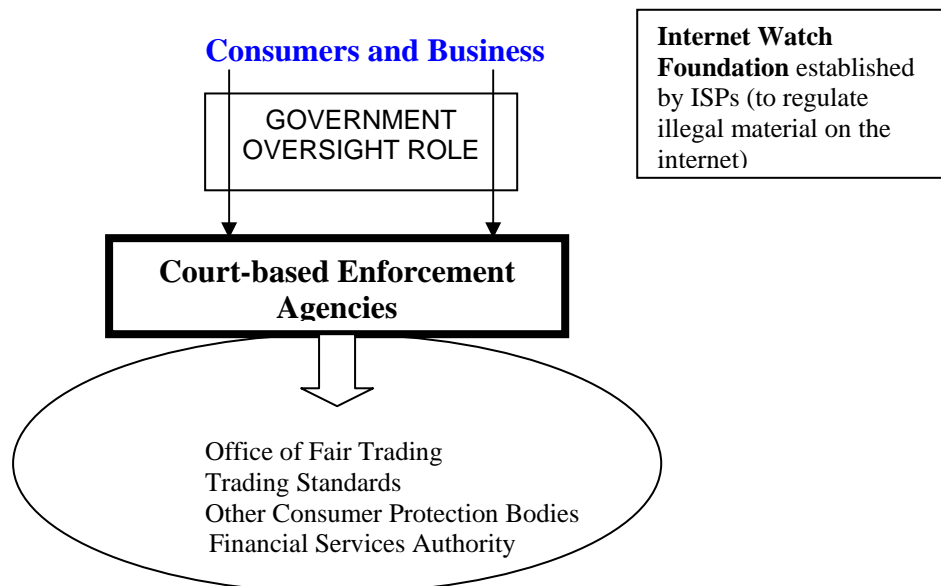 Consumers and Business
GOVERNMENT
OVERSIGHT ROLE
Court-based Enforcement
Agencies
Office of Fair Trading
Trading Standards
Other Consumer Protection Bodies
Financial Services Authority
Internet Watch
Foundation established
by ISPs (to regulate
illegal material on the
internet)